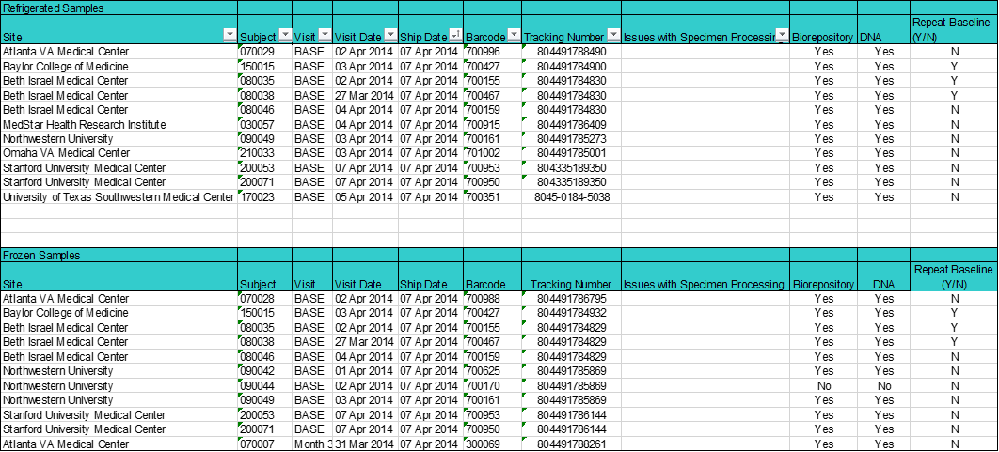 Refrigerated Samples
Repeat Baseline
Site Subject Visit Visit Date Ship Date Barcode Tracking Number Issues with Specimen Processing Biorepository DNA (Y/N)
Atlanta VA Medical Center 070029 BASE 02 Apr 2014 07 Apr 2014 700996 804491788490 Yes Yes N
Baylor College of Medicine 150015 BASE 03 Apr 2014 07 Apr 2014 700427 804491784900 Yes Yes Y
Beth Israel Medical Center 080035 BASE 02 Apr 2014 07 Apr 2014 700155 804491784830 Yes Yes Y
Beth Israel Medical Center 080038 BASE 27 Mar 2014 07 Apr 2014 700467 804491784830 Yes Yes Y
Beth Israel Medical Center 080046 BASE 04 Apr 2014 07 Apr 2014 700159 804491784830 Yes Yes N
MedStar Health Research Institute 030057 BASE 04 Apr 2014 07 Apr 2014 700915 804491786409 Yes Yes N
Northwestern University 090049 BASE 03 Apr 2014 07 Apr 2014 700161 804491785273 Yes Yes N
Omaha VA Medical Center 210033 BASE 03 Apr 2014 07 Apr 2014 701002 804491785001 Yes Yes N
Stanford University Medical Center 200053 BASE 07 Apr 2014 07 Apr 2014 700953 804335189350 Yes Yes N
Stanford University Medical Center 200071 BASE 07 Apr 2014 07 Apr 2014 700950 804335189350 Yes Yes N
University of Texas Southwestern Medical Center 170023 BASE 05 Apr 2014 07 Apr 2014 700351 8045-0184-5038 Yes Yes N
Frozen Samples
Repeat Baseline
Site Subject Visit Visit Date Ship Date Barcode Tracking Number Issues with Specimen Processing Biorepository DNA (Y/N)
Atlanta VA Medical Center 070028 BASE 02 Apr 2014 07 Apr 2014 700988 804491786795 Yes Yes N
Baylor College of Medicine 150015 BASE 03 Apr 2014 07 Apr 2014 700427 804491784932 Yes Yes Y
Beth Israel Medical Center 080035 BASE 02 Apr 2014 07 Apr 2014 700155 804491784829 Yes Yes Y
Beth Israel Medical Center 080038 BASE 27 Mar 2014 07 Apr 2014 700467 804491784829 Yes Yes Y
Beth Israel Medical Center 080046 BASE 04 Apr 2014 07 Apr 2014 700159 804491784829 Yes Yes N
Northwestern University 090042 BASE 01 Apr 2014 07 Apr 2014 700625 804491785869 Yes Yes N
Northwestern University 090044 BASE 02 Apr 2014 07 Apr 2014 700170 804491785869 No No N
Northwestern University 090049 BASE 03 Apr 2014 07 Apr 2014 700161 804491785869 Yes Yes N
Stanford University Medical Center 200053 BASE 07 Apr 2014 07 Apr 2014 700953 804491786144 Yes Yes N
Stanford University Medical Center 200071 BASE 07 Apr 2014 07 Apr 2014 700950 804491786144 Yes Yes N
Atlanta VA Medical Center 070007 Month 3 31 Mar 2014 07 Apr 2014 300069 804491788261 Yes Yes N